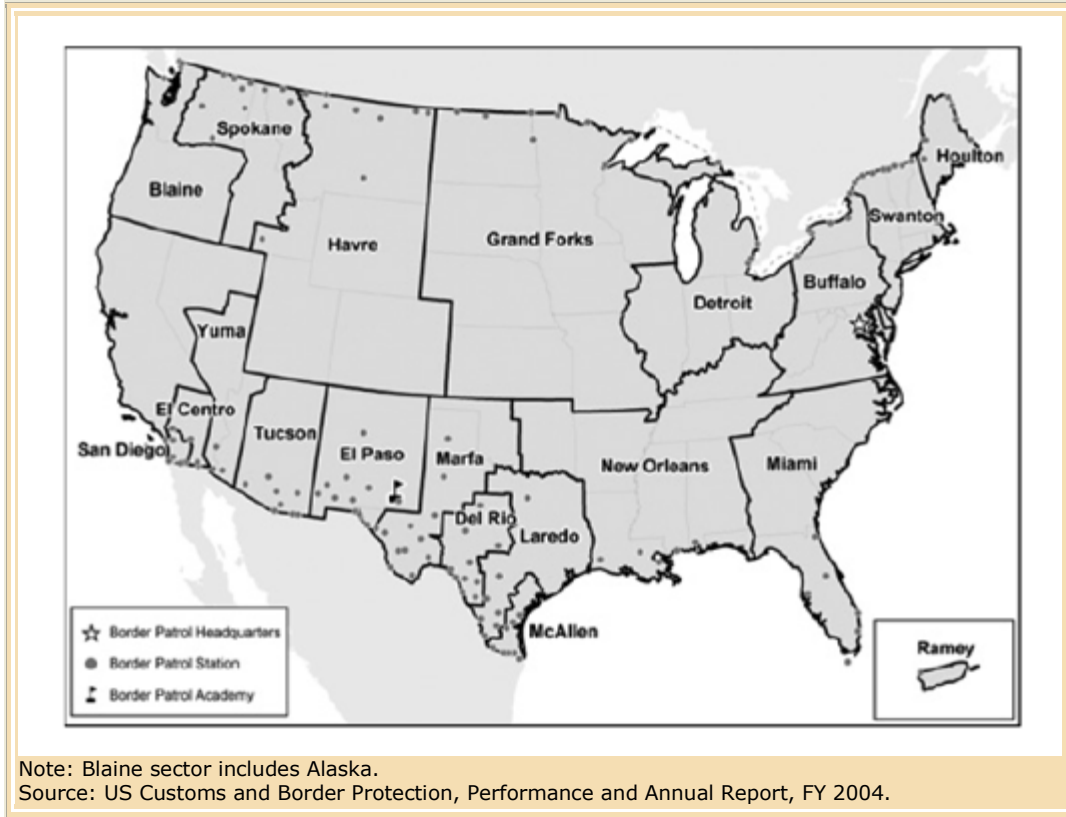 Spokane
Houlton
Blaine
Swanton
Havre
Grand Forks
Buffalo
Detroit
Yuma
El Centro
Tucson
San Diego
El Paso
Marfa
New Orleans
Miami
Del Rio
Laredo
McAllen
Border Patrol Headquarters
Border Patrol Station
Border Patrol Academy
Ramey
Note: Blaine sector includes Alaska.
Source: US Customs and Border Protection, Performance and Annual Report, FY 2004.